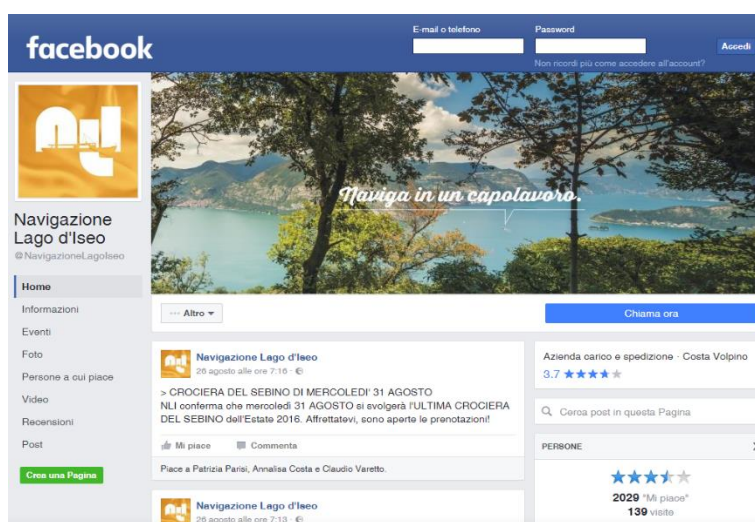 facebook
E-mail o telefono
Password
Accedi
Non ricordi più come accedere all'account?
Naviga in un capolavoro.
Navigazione
Lago d'Iseo
@NavigazioneLagoIseo
Home
Informazioni
Eventi
Foto
Persone a cui piace
Video
Recensioni
Post
Crea una Pagina
Altro
Chiama ora
Navigazione Lago d'Iseo
26 agosto alle ore 7:16
> CROCIERA DEL SEBINO DI MERCOLEDI' 31 AGOSTO
NLI conferma che mercoledì 31 AGOSTO si svolgerà l'ULTIMA CROCIERA
DEL SEBINO dell'Estate 2016. Affrettatevi, sono aperte le prenotazioni!
Mi piace Commenta
Piace a Patrizia Parisi, Annalisa Costa e Claudio Varetto.
Navigazione Lago d'Iseo
26 agosto alle ore 7:13
Azienda carico e spedizione · Costa Volpino
3.7 ★★★★★
Cerca post in questa Pagina
PERSONE
2029 "Mi piace"
139 visite